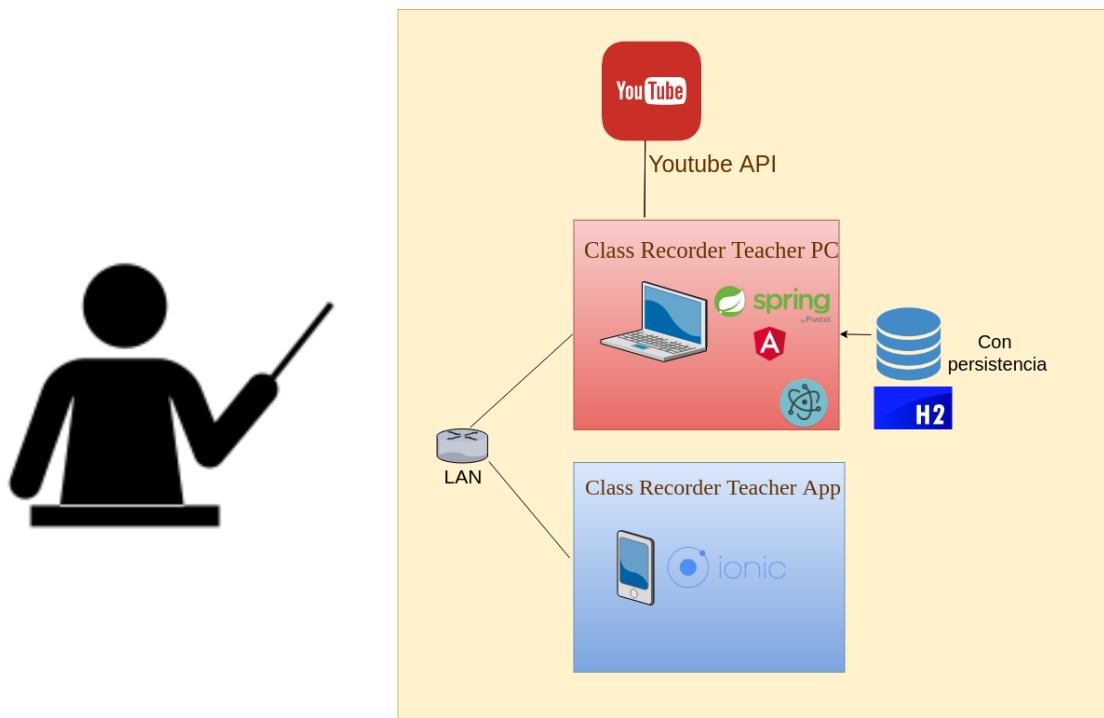 You Tube
Youtube API
Class Recorder Teacher PC
spring
by Pivotal.
Con
persistencia
H2
LAN
Class Recorder Teacher App
ionic